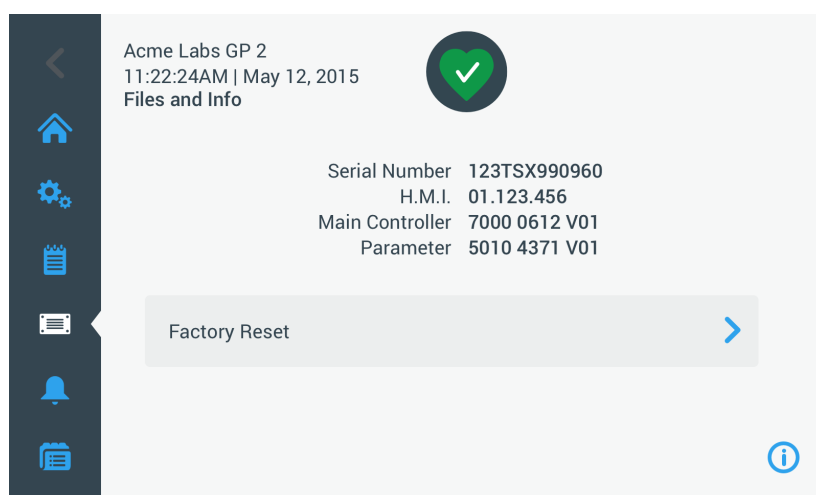 Acme Labs GP 2
11:22:24AM | May 12, 2015
Files and Info
Serial Number 123TSX990960
H.M.I. 01.123.456
Main Controller 7000 0612 V01
Parameter 5010 4371 V01
Factory Reset